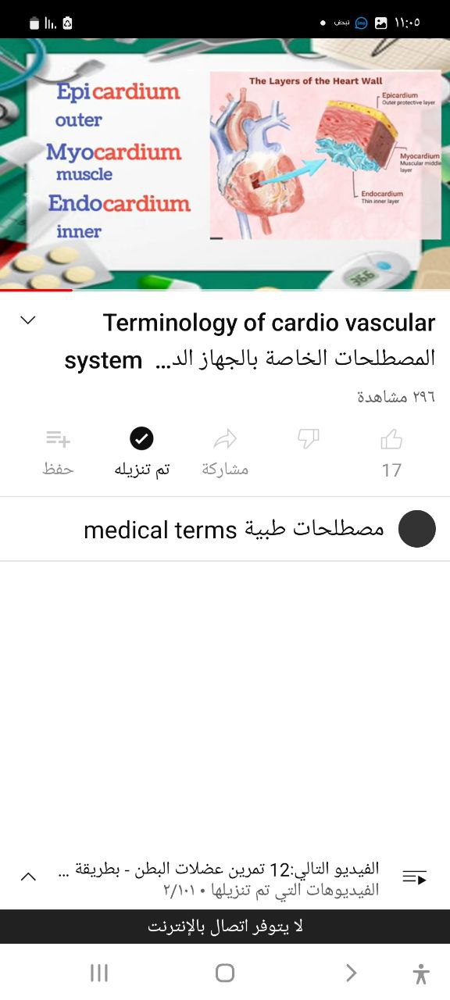 ١١:٠٥
نبض
Epicardium
outer
Myocardium
muscle
Endocardium
inner
The Layers of the Heart Wall
Epicardium
Outer protective layer
Myocardium
Muscular middle
layer
Endocardium
Thin inner layer
36.6
Terminology of cardio vascular
system المصطلحات الخاصة بالجهاز الد...
٢٩٦ مشاهدة
17
مشاركة
تم تنزيله
حفظ
مصطلحات طبية medical terms
الفيديو التالي:12 تمرين عضلات البطن - بطريقة ...
الفيديوهات التي تم تنزيلها • ٢/١٠١
لا يتوفر اتصال بالإنترنت